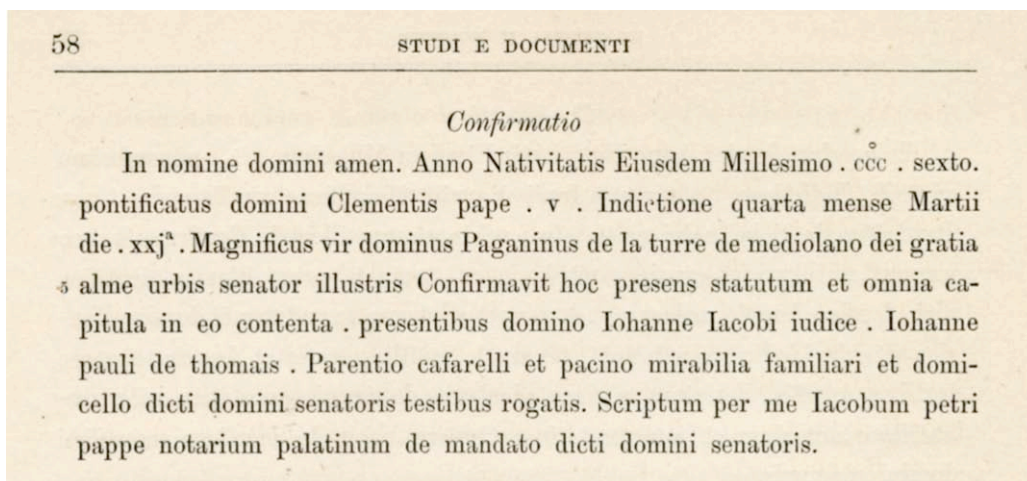 58
STUDI E DOCUMENTI
Confirmatio
In nomine domini amen. Anno Nativitatis Eiusdem Millesimo . cc̊c . sexto.
pontificatus domini Clementis pape . v . Indictione quarta mense Martii
die . xxjª . Magnificus vir dominus Paganinus de la turre de mediolano dei gratia
5 alme urbis senator illustris Confirmavit hoc presens statutum et omnia ca-
pitula in eo contenta . presentibus domino Iohanne Iacobi iudice . Iohanne
pauli de thomais . Parentio cafarelli et pacino mirabilia familiari et domi-
cello dicti domini senatoris testibus rogatis. Scriptum per me Iacobum petri
pappe notarium palatinum de mandato dicti domini senatoris.